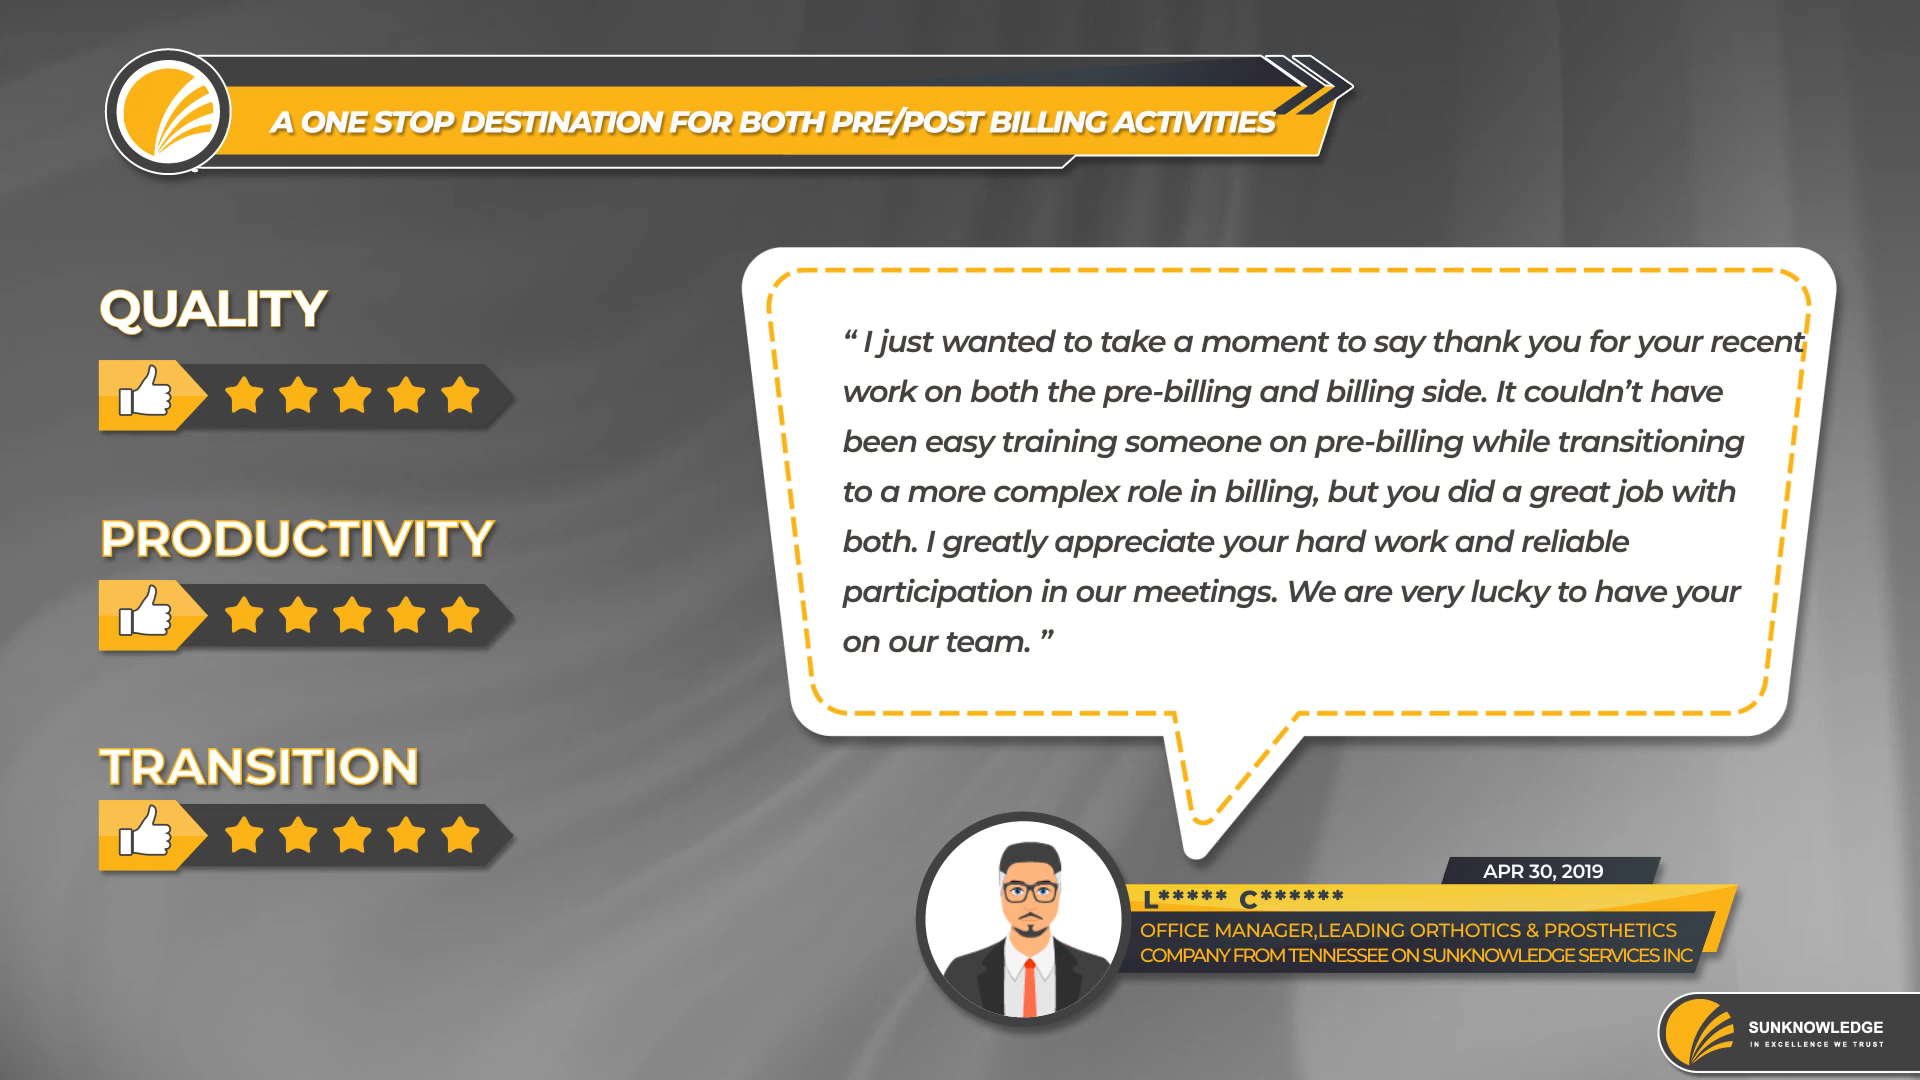 A ONE STOP DESTINATION FOR BOTH PRE/POST BILLING ACTIVITIES
QUALITY
PRODUCTIVITY
TRANSITION
“ I just wanted to take a moment to say thank you for your recent
work on both the pre-billing and billing side. It couldn’t have
been easy training someone on pre-billing while transitioning
to a more complex role in billing, but you did a great job with
both. I greatly appreciate your hard work and reliable
participation in our meetings. We are very lucky to have your
on our team. ”
APR 30, 2019
L***** C******
OFFICE MANAGER,LEADING ORTHOTICS & PROSTHETICS
COMPANY FROM TENNESSEE ON SUNKNOWLEDGE SERVICES INC
SUNKNOWLEDGE
IN EXCELLENCE WE TRUST